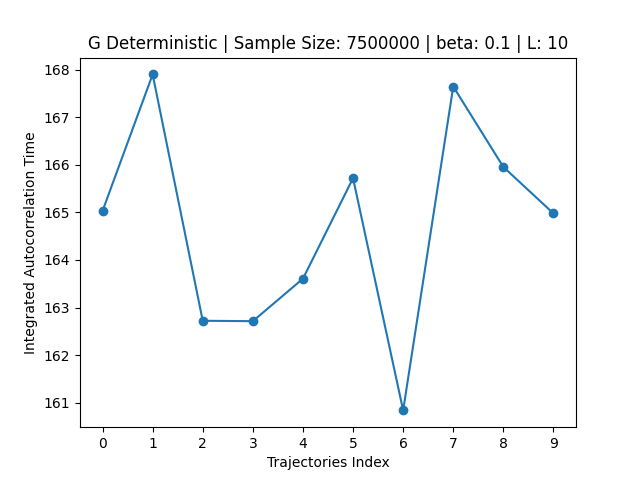 G Deterministic | Sample Size: 7500000 | beta: 0.1 | L: 10
168
167
166
165
164
163
162
161
Integrated Autocorrelation Time
0 1 2 3 4 5 6 7 8 9
Trajectories Index